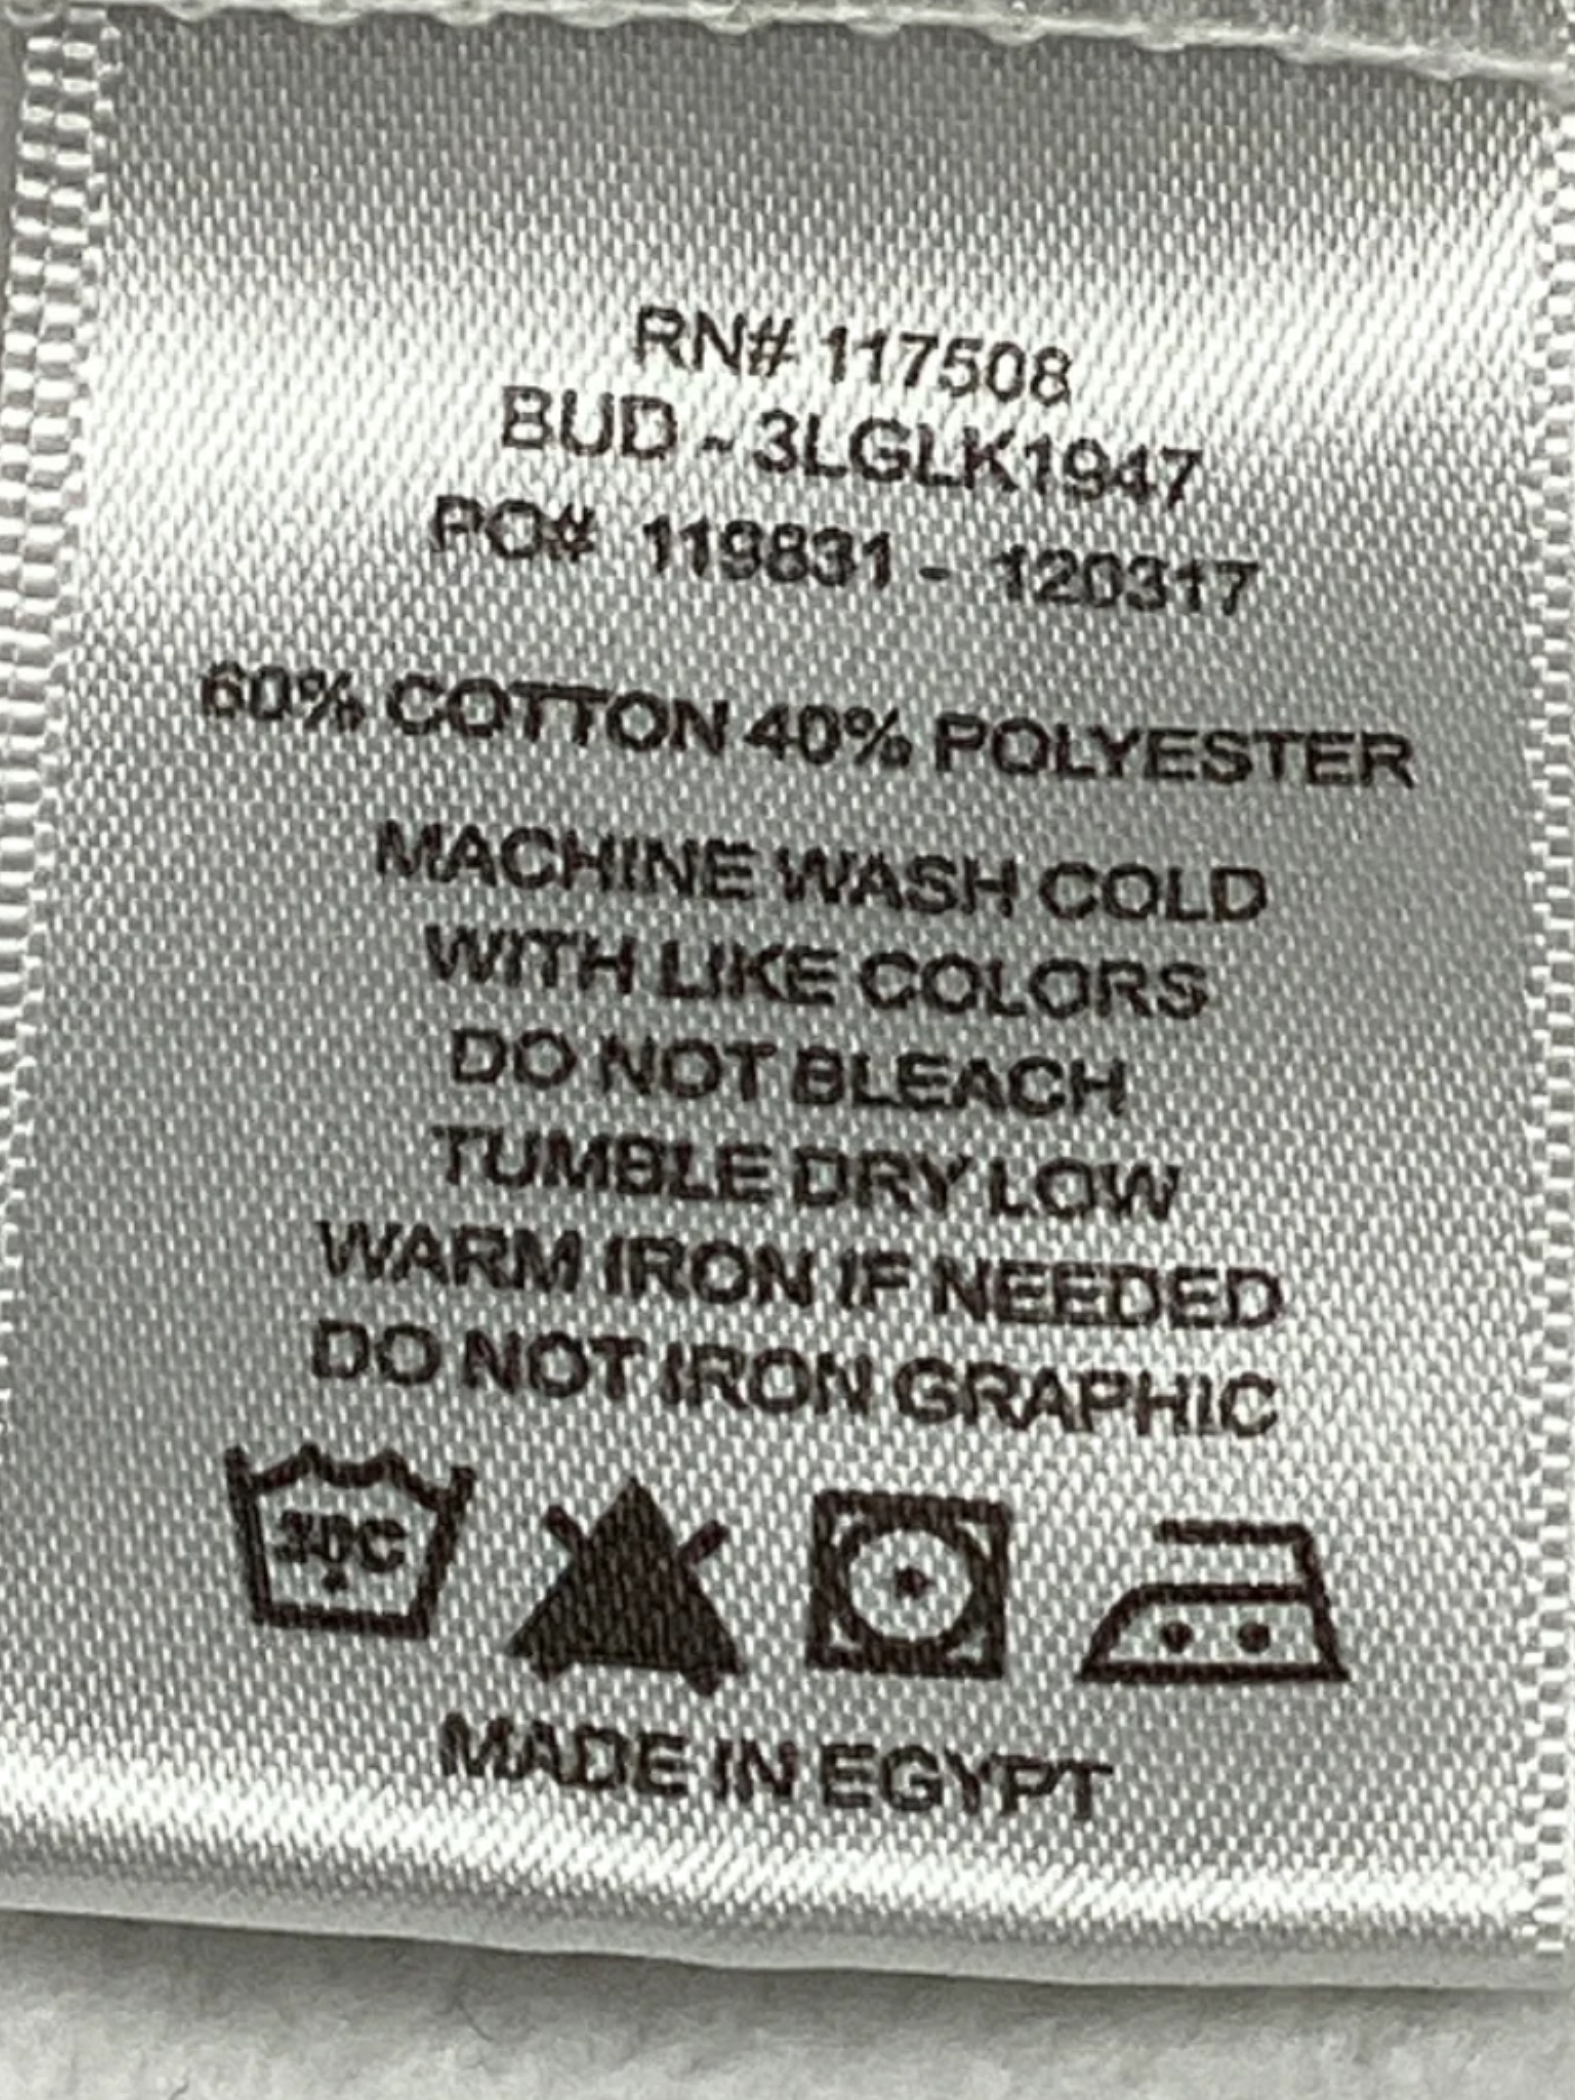 RN# 117508
BUD - 3LGLK1947
PO# 119831 - 120317
60% COTTON 40% POLYESTER
MACHINE WASH COLD
WITH LIKE COLORS
DO NOT BLEACH
TUMBLE DRY LOW
WARM IRON IF NEEDED
DO NOT IRON GRAPHIC
30C
MADE IN EGYPT